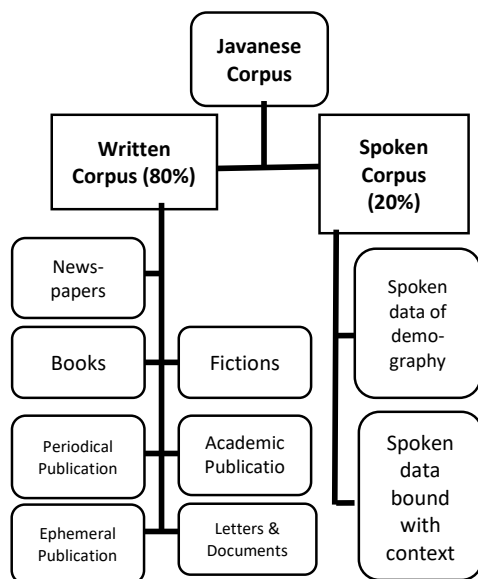 Javanese
Corpus
Written
Corpus (80%)
Spoken
Corpus
(20%)
News-
papers
Books
Fictions
Periodical
Publication
Academic
Publicatio
Ephemeral
Publication
Letters &
Documents
Spoken
data of
demo-
graphy
Spoken
data
bound
with
context